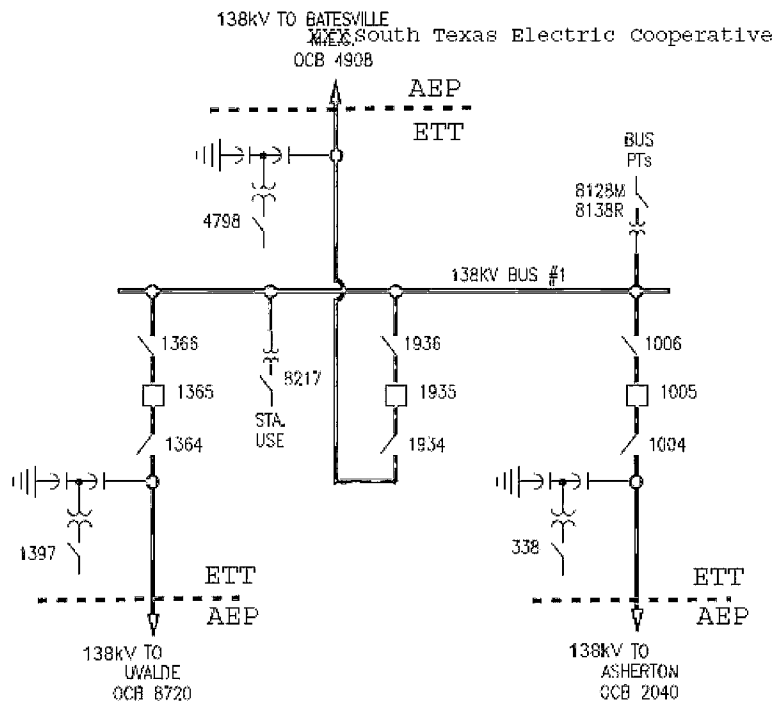 138kV TO BATESVILLE
South Texas Electric Cooperative
M.E.C.
OCB 4908
AEP
ETT
BUS
PTs
8128M
8138R
4798
138KV BUS #1
1366
1936
1006
8217
1365
1935
1005
STA.
USE
1364
1934
1004
1397
338
ETT
AEP
ETT
AEP
138kV TO
UVALDE
OCB 8720
138kV TO
ASHERTON
OCB 2040